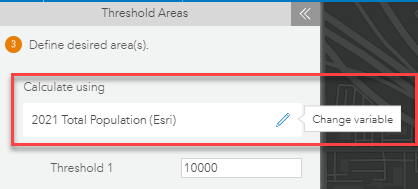 Threshold Areas
3 Define desired area(s).
Calculate using
2021 Total Population (Esri)
Change variable
Threshold 1
10000